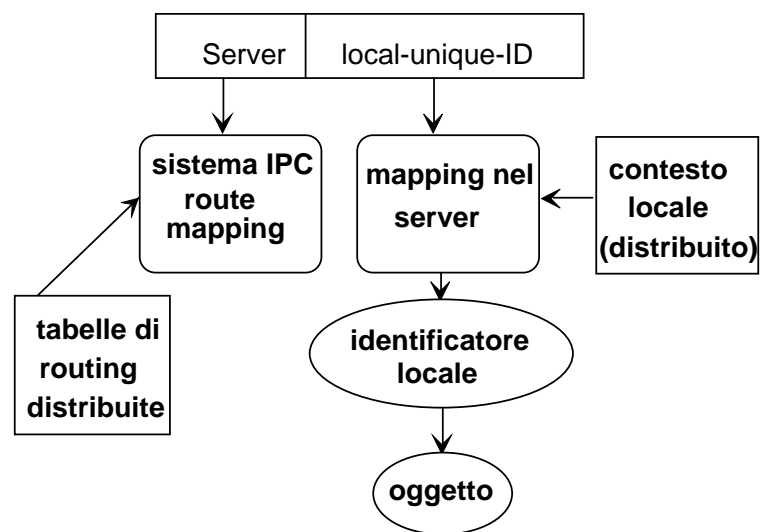 Server
local-unique-ID
sistema IPC
route
mapping
mapping nel
server
contesto
locale
(distribuito)
tabelle di
routing
distribuite
identificatore
locale
oggetto